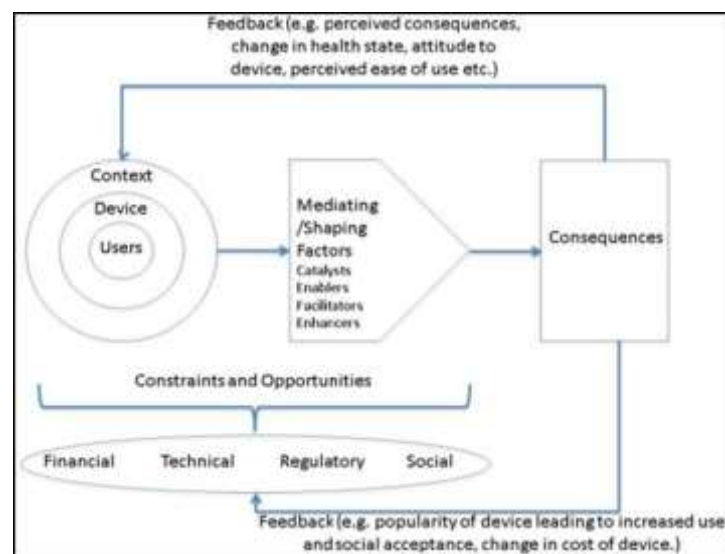 Feedback (e.g. perceived consequences,
change in health state, attitude to
device, perceived ease of use etc.)
Context
Device
Users
Mediating
/Shaping
Factors
Catalysts
Enablers
Facilitators
Enhancers
Consequences
Constraints and Opportunities
Financial Technical Regulatory Social
Feedback (e.g. popularity of device leading to increased use
and social acceptance, change in cost of device.)